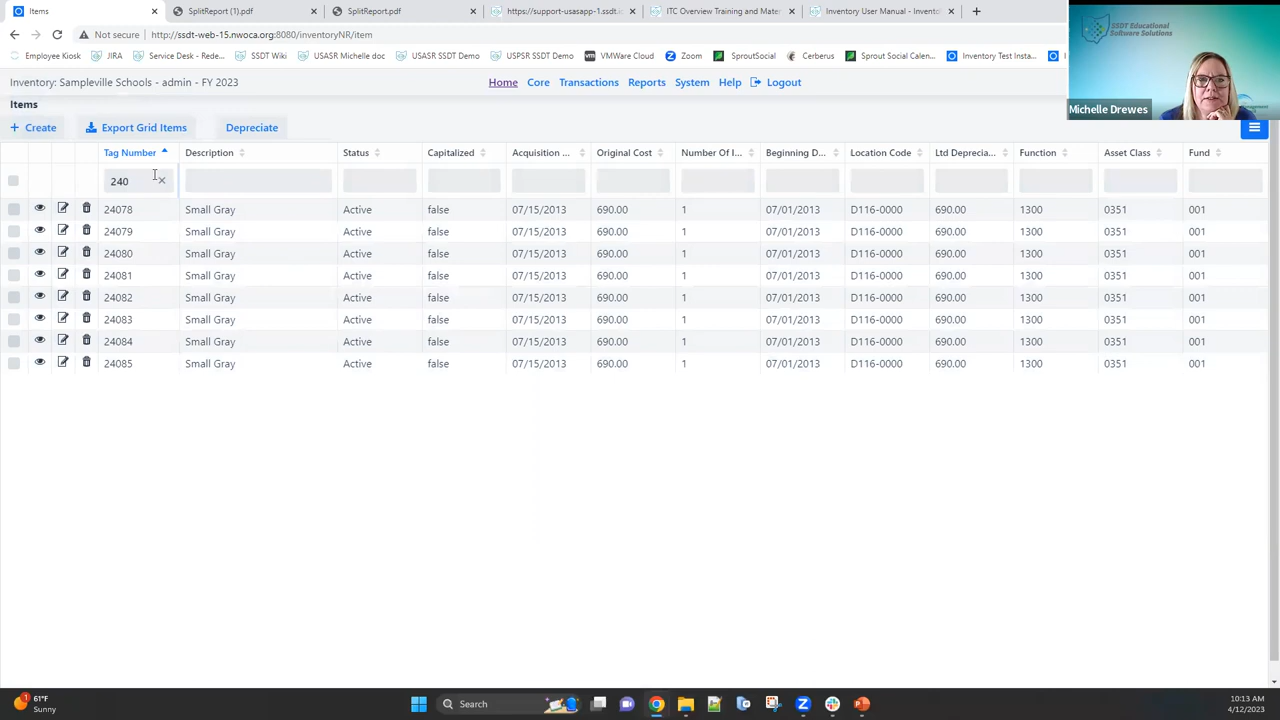 Items
SplitReport (1).pdf
SplitReport.pdf
https://support-usasapp-1.ssdt.io
ITC Overview Training and Mater
Inventory User Manual - Invento
Not secure
http://ssdt-web-15.nwoca.org:8080/inventoryNR/item
Employee Kiosk
JIRA
Service Desk - Rede...
SSDT Wiki
USASR Michelle doc
USASR SSDT Demo
USPSR SSDT Demo
VMWare Cloud
Zoom
SproutSocial
Cerberus
Sprout Social Calen...
Inventory Test Insta...
SSDT Educational
Software Solutions
Michelle Drewes
Inventory: Sampleville Schools - admin - FY 2023
Home Core Transactions Reports System Help Logout
Items
Create Export Grid Items Depreciate
Tag Number Description Status Capitalized Acquisition ... Original Cost Number Of I... Beginning D... Location Code Ltd Deprecia... Function Asset Class Fund
240
24078 Small Gray Active false 07/15/2013 690.00 1 07/01/2013 D116-0000 690.00 1300 0351 001
24079 Small Gray Active false 07/15/2013 690.00 1 07/01/2013 D116-0000 690.00 1300 0351 001
24080 Small Gray Active false 07/15/2013 690.00 1 07/01/2013 D116-0000 690.00 1300 0351 001
24081 Small Gray Active false 07/15/2013 690.00 1 07/01/2013 D116-0000 690.00 1300 0351 001
24082 Small Gray Active false 07/15/2013 690.00 1 07/01/2013 D116-0000 690.00 1300 0351 001
24083 Small Gray Active false 07/15/2013 690.00 1 07/01/2013 D116-0000 690.00 1300 0351 001
24084 Small Gray Active false 07/15/2013 690.00 1 07/01/2013 D116-0000 690.00 1300 0351 001
24085 Small Gray Active false 07/15/2013 690.00 1 07/01/2013 D116-0000 690.00 1300 0351 001
1
61°F
Sunny
Search
10:13 AM
4/12/2023